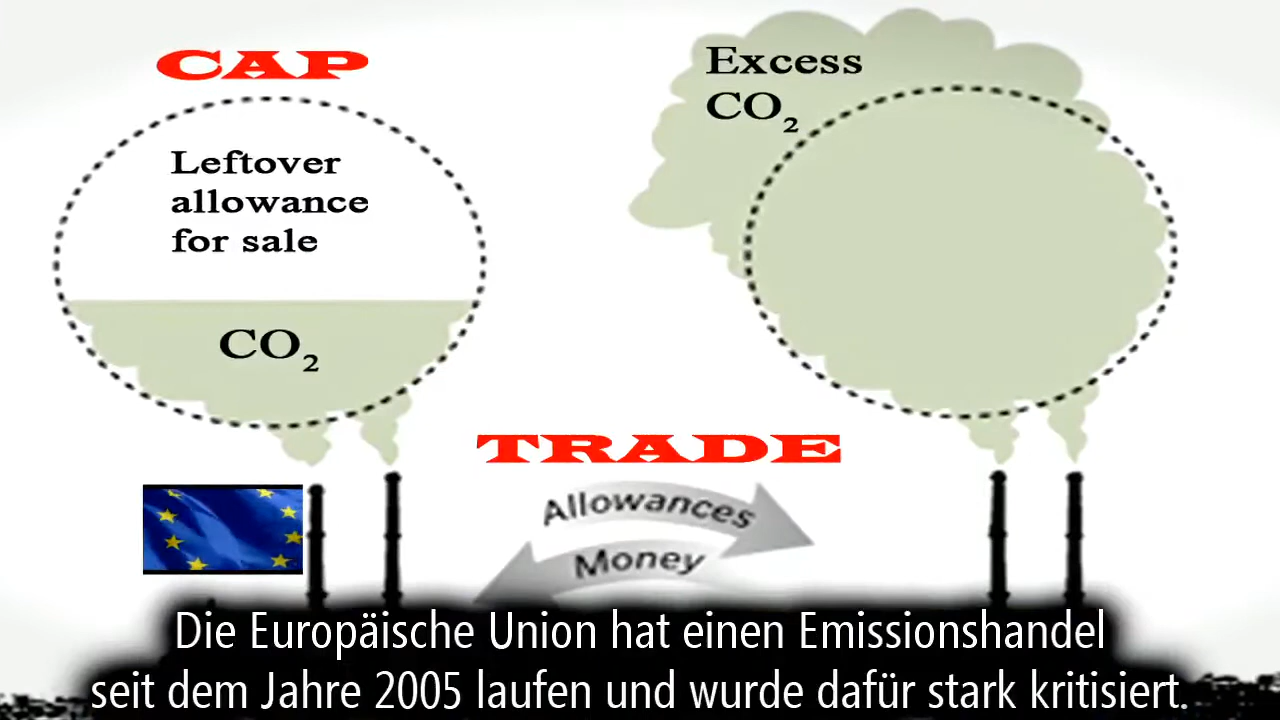 CAP
Leftover
allowance
for sale
CO₂
Excess
CO₂
TRADE
Allowances
Money
Die Europäische Union hat einen Emissionshandel
seit dem Jahre 2005 laufen und wurde dafür stark kritisiert.